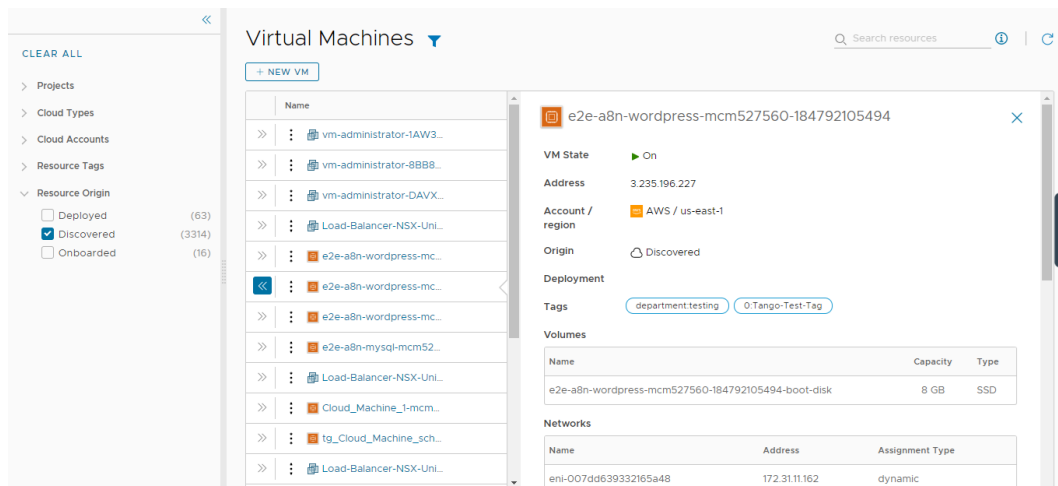 CLEAR ALL
Projects
Cloud Types
Cloud Accounts
Resource Tags
Resource Origin
Deployed (63)
Discovered (3314)
Onboarded (16)
Virtual Machines
Search resources
+ NEW VM
Name
vm-administrator-1AW3...
vm-administrator-8BB8...
vm-administrator-DAVX...
Load-Balancer-NSX-Uni...
e2e-a8n-wordpress-mc...
e2e-a8n-wordpress-mc...
e2e-a8n-wordpress-mc...
e2e-a8n-mysql-mcm52...
Load-Balancer-NSX-Uni...
Cloud_Machine_1-mcm...
tg_Cloud_Machine_sch...
Load-Balancer-NSX-Uni...
e2e-a8n-wordpress-mcm527560-184792105494
VM State On
Address 3.235.196.227
Account / region AWS / us-east-1
Origin Discovered
Deployment
Tags department:testing 0:Tango-Test-Tag
Volumes
Name Capacity Type
e2e-a8n-wordpress-mcm527560-184792105494-boot-disk 8 GB SSD
Networks
Name Address Assignment Type
eni-007dd639332165a48 172.31.11.162 dynamic